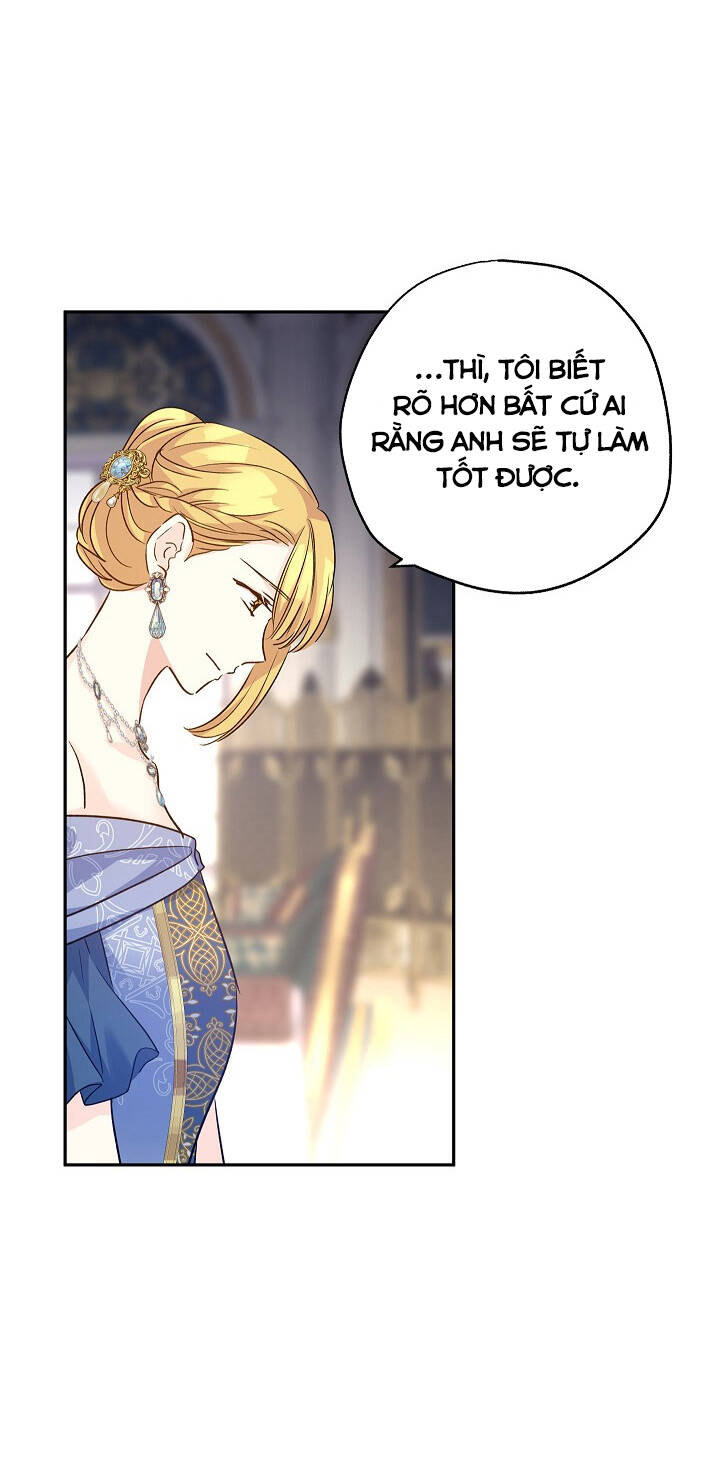 ...THÌ, TÔI BIẾT
RÕ HƠN BẤT CỨ AI
RẰNG ANH SẼ TỰ LÀM
TỐT ĐƯỢC.